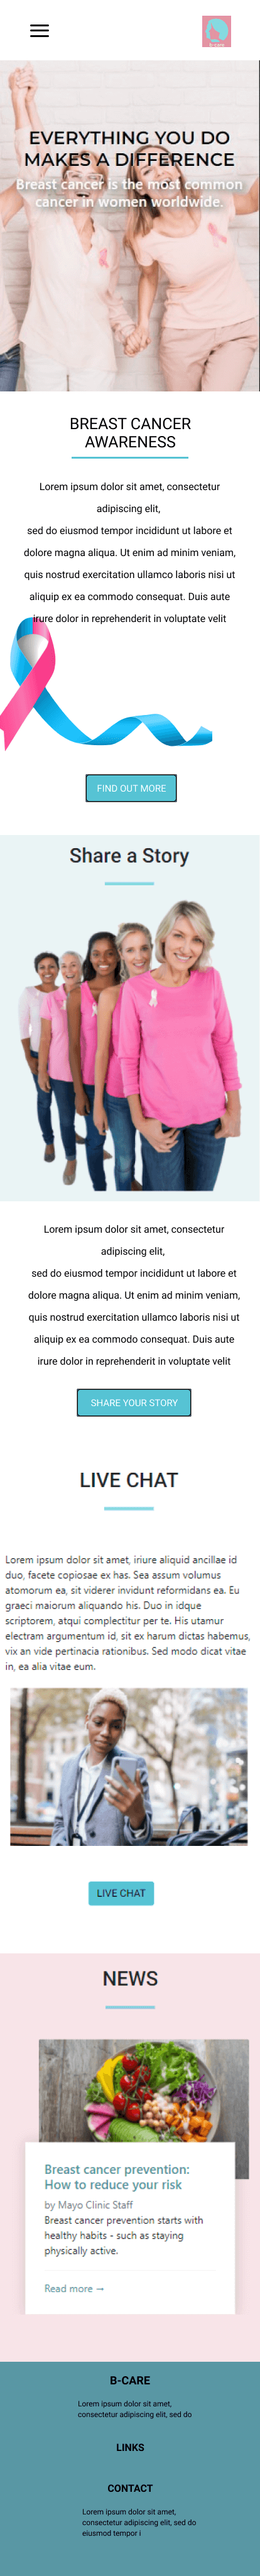 EVERYTHING YOU DO
MAKES A DIFFERENCE
Breast cancer is the most common
cancer in women worldwide.
BREAST CANCER
AWARENESS
Lorem ipsum dolor sit amet, consectetur
adipiscing elit,
sed do eiusmod tempor incididunt ut labore et
dolore magna aliqua. Ut enim ad minim veniam,
quis nostrud exercitation ullamco laboris nisi ut
aliquip ex ea commodo consequat. Duis aute
irure dolor in reprehenderit in voluptate velit
FIND OUT MORE
Share a Story
Lorem ipsum dolor sit amet, consectetur
adipiscing elit,
sed do eiusmod tempor incididunt ut labore et
dolore magna aliqua. Ut enim ad minim veniam,
quis nostrud exercitation ullamco laboris nisi ut
aliquip ex ea commodo consequat. Duis aute
irure dolor in reprehenderit in voluptate velit
SHARE YOUR STORY
LIVE CHAT
Lorem ipsum dolor sit amet, iriure aliquid ancillae id
duo, facete copiosae ex has. Sea assum volumus
atomorum ea, sit viderer invidunt reformidans ea. Eu
graeci maiorum aliquando his. Duo in idque
scriptorem, atqui complectitur per te. His utamur
electram argumentum id, sit ex harum dictas habemus,
vix an vide pertinacia rationibus. Sed modo dicat vitae
in, ea alia vitae eum.
LIVE CHAT
NEWS
Breast cancer prevention:
How to reduce your risk
by Mayo Clinic Staff
Breast cancer prevention starts with
healthy habits - such as staying
physically active.
Read more →
B-CARE
Lorem ipsum dolor sit amet,
consectetur adipiscing elit, sed do
LINKS
CONTACT
Lorem ipsum dolor sit amet,
consectetur adipiscing elit, sed do
eiusmod tempor i